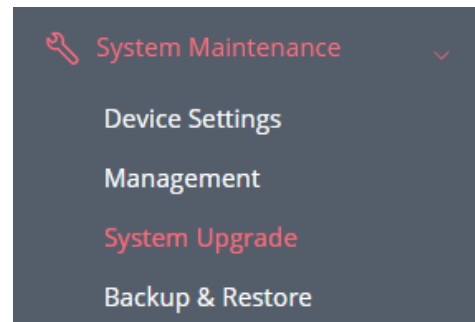 System Maintenance
Device Settings
Management
System Upgrade
Backup & Restore